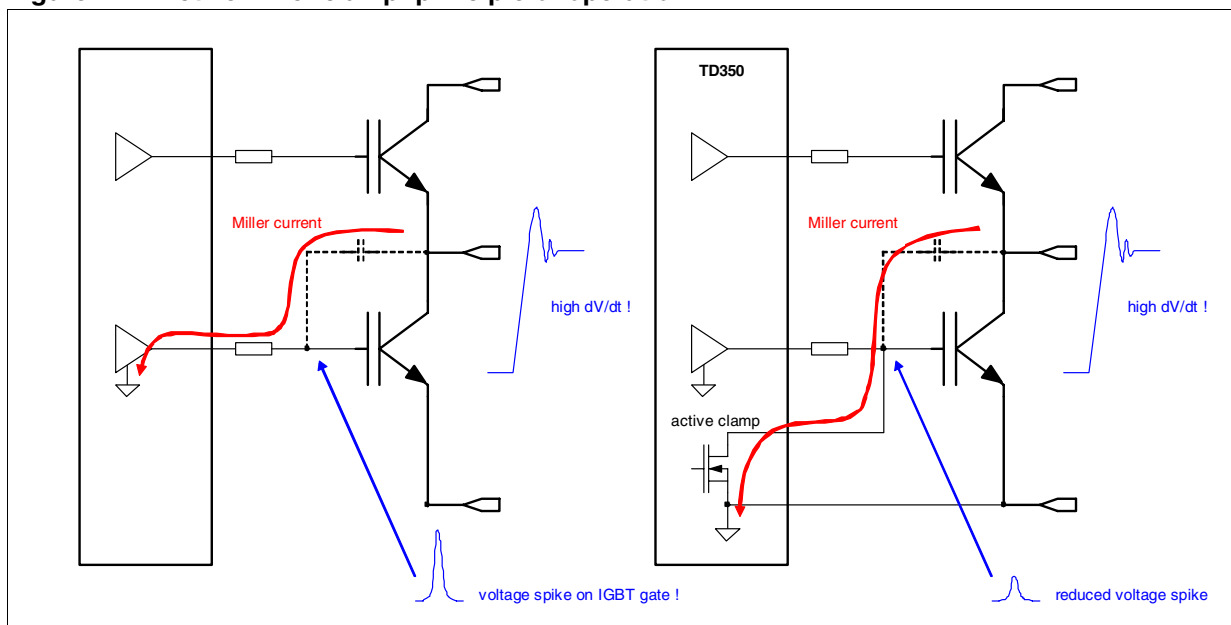 TD350
Miller current
high dV/dt !
voltage spike on IGBT gate !
Miller current
high dV/dt !
active clamp
reduced voltage spike